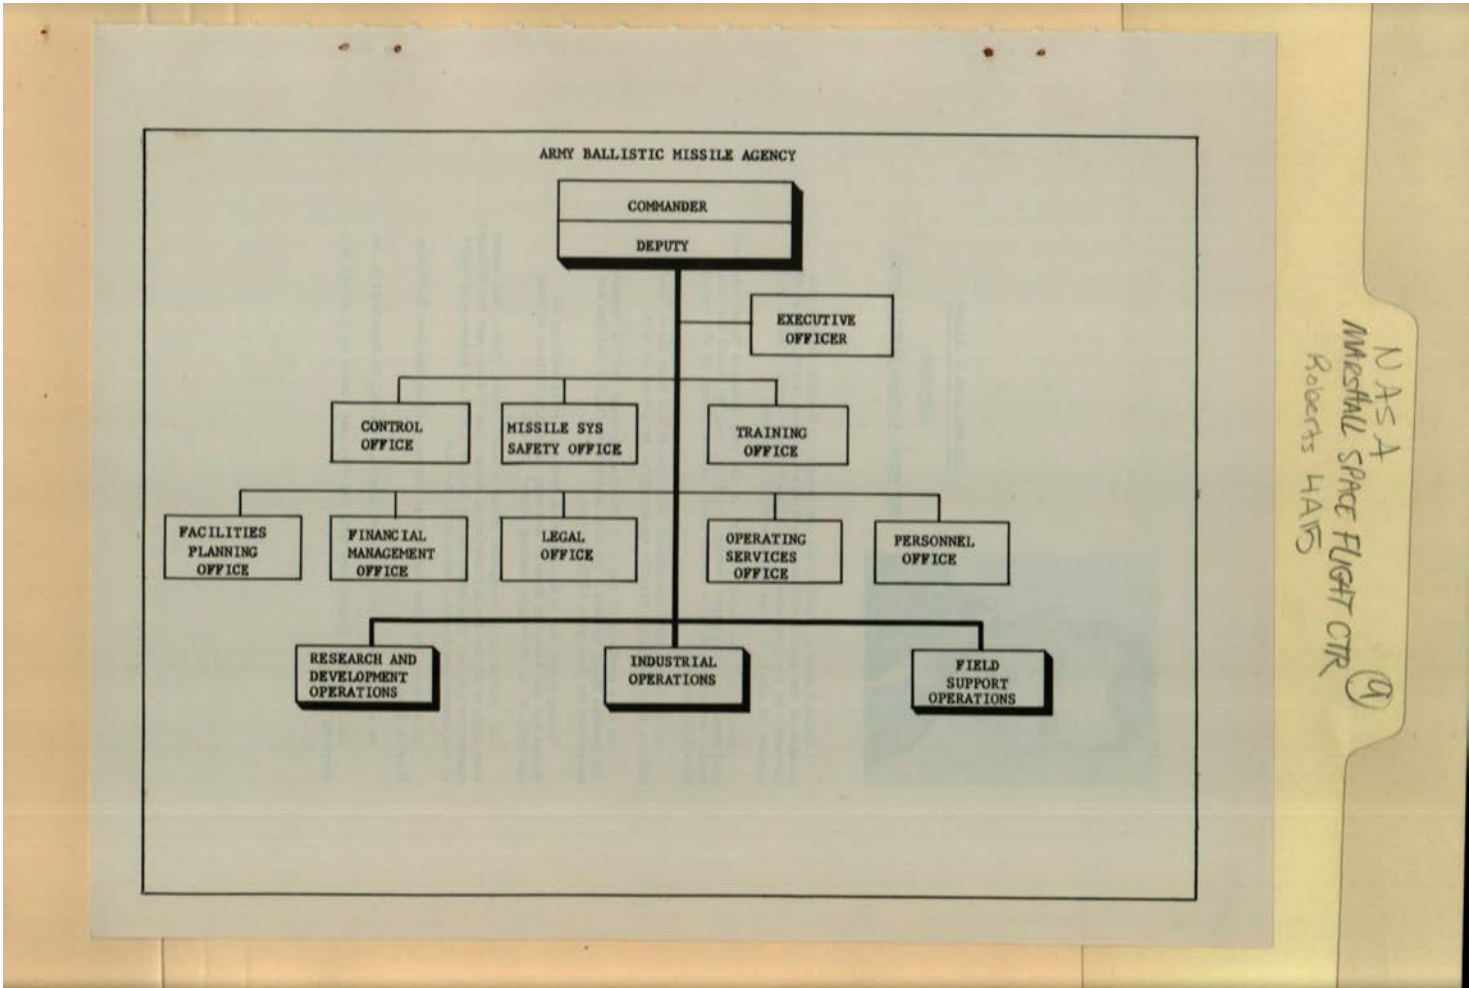 ARMY BALLISTIC MISSILE AGENCY
COMMANDER
DEPUTY
EXECUTIVE
OFFICER
CONTROL
OFFICE
MISSILE SYS
SAFETY OFFICE
TRAINING
OFFICE
FACILITIES
PLANNING
OFFICE
FINANCIAL
MANAGEMENT
OFFICE
LEGAL
OFFICE
OPERATING
SERVICES
OFFICE
PERSONNEL
OFFICE
RESEARCH AND
DEVELOPMENT
OPERATIONS
INDUSTRIAL
OPERATIONS
FIELD
SUPPORT
OPERATIONS
NASA
MARSHALL SPACE FLIGHT CTR
Roberts